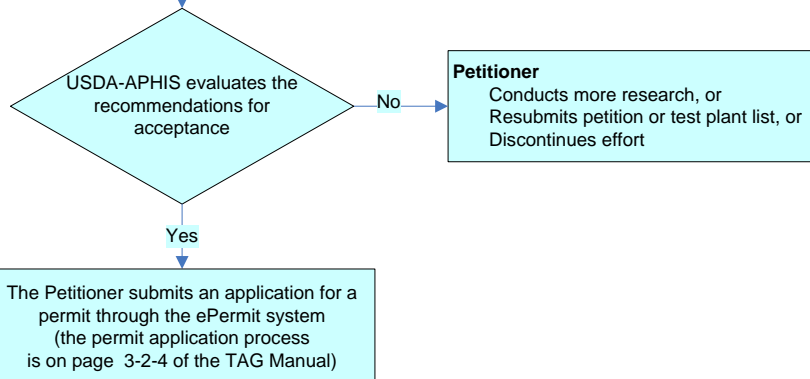 USDA-APHIS evaluates the
recommendations for
acceptance
No
Petitioner
Conducts more research, or
Resubmits petition or test plant list, or
Discontinues effort
Yes
The Petitioner submits an application for a
permit through the ePermit system
(the permit application process
is on page 3-2-4 of the TAG Manual)